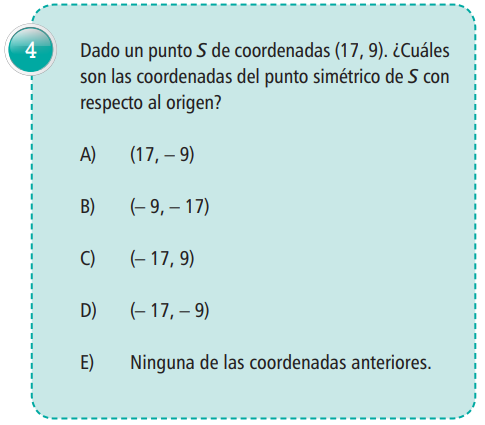 4
Dado un punto S de coordenadas (17, 9). ¿Cuáles
son las coordenadas del punto simétrico de S con
respecto al origen?
A) (17, – 9)
B) (– 9, – 17)
C) (– 17, 9)
D) (– 17, – 9)
E) Ninguna de las coordenadas anteriores.